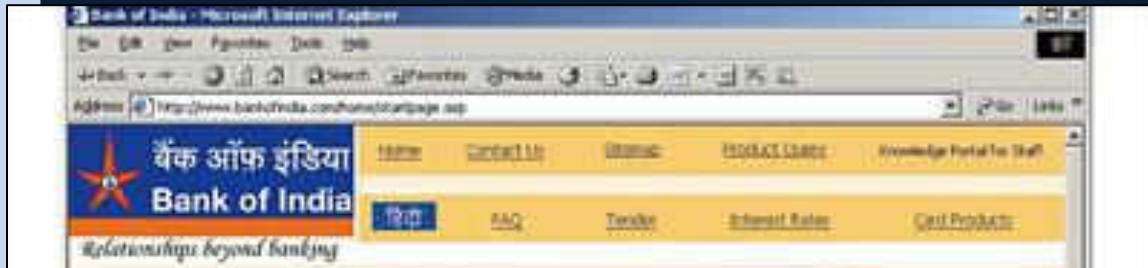 Bank of India - Microsoft Internet Explorer
File Edit View Favorites Tools Help
Back Search Favorites Media
Address http://www.bankofindia.com/home/startpage.asp Go Links
बैंक ऑफ इंडिया
Bank of India
Relationships beyond banking
Home Contact Us Sitemap Product Loans Knowledge Portal For Staff
FAQ Tender Interest Rates Card Products